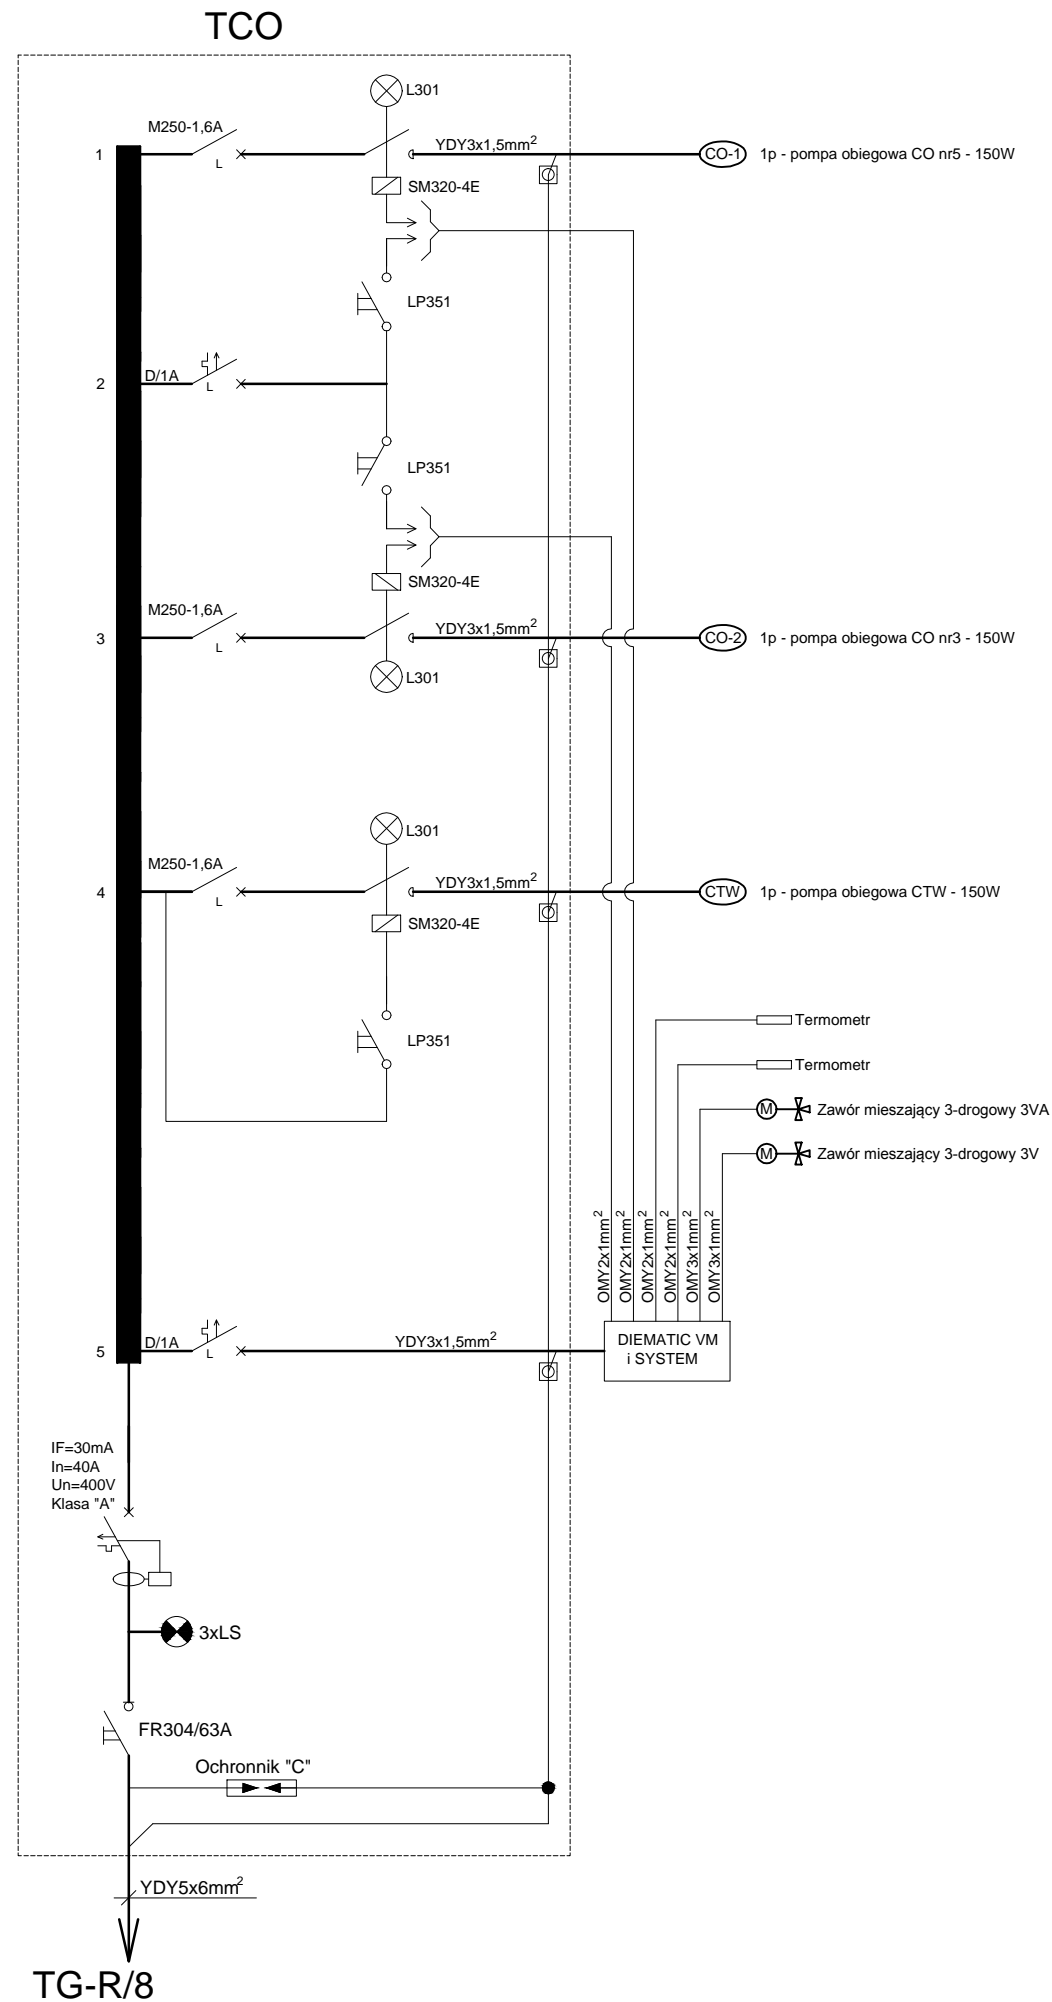 TCO
L301
M250-1,6A
1
L
YDY3x1,5mm²
CO-1
1p - pompa obiegowa CO nr5 - 150W
SM320-4E
LP351
2
D/1A
L
LP351
SM320-4E
M250-1,6A
3
L
YDY3x1,5mm²
CO-2
1p - pompa obiegowa CO nr3 - 150W
L301
L301
M250-1,6A
4
L
YDY3x1,5mm²
CTW
1p - pompa obiegowa CTW - 150W
SM320-4E
LP351
Termometr
Termometr
M
Zawór mieszający 3-drogowy 3VA
M
Zawór mieszający 3-drogowy 3V
OMY2x1mm²
OMY2x1mm²
OMY2x1mm²
OMY2x1mm²
OMY3x1mm²
OMY3x1mm²
5
D/1A
L
YDY3x1,5mm²
DIEMATIC VM
i SYSTEM
IF=30mA
In=40A
Un=400V
Klasa "A"
3xLS
FR304/63A
Ochronnik "C"
YDY5x6mm²
TG-R/8